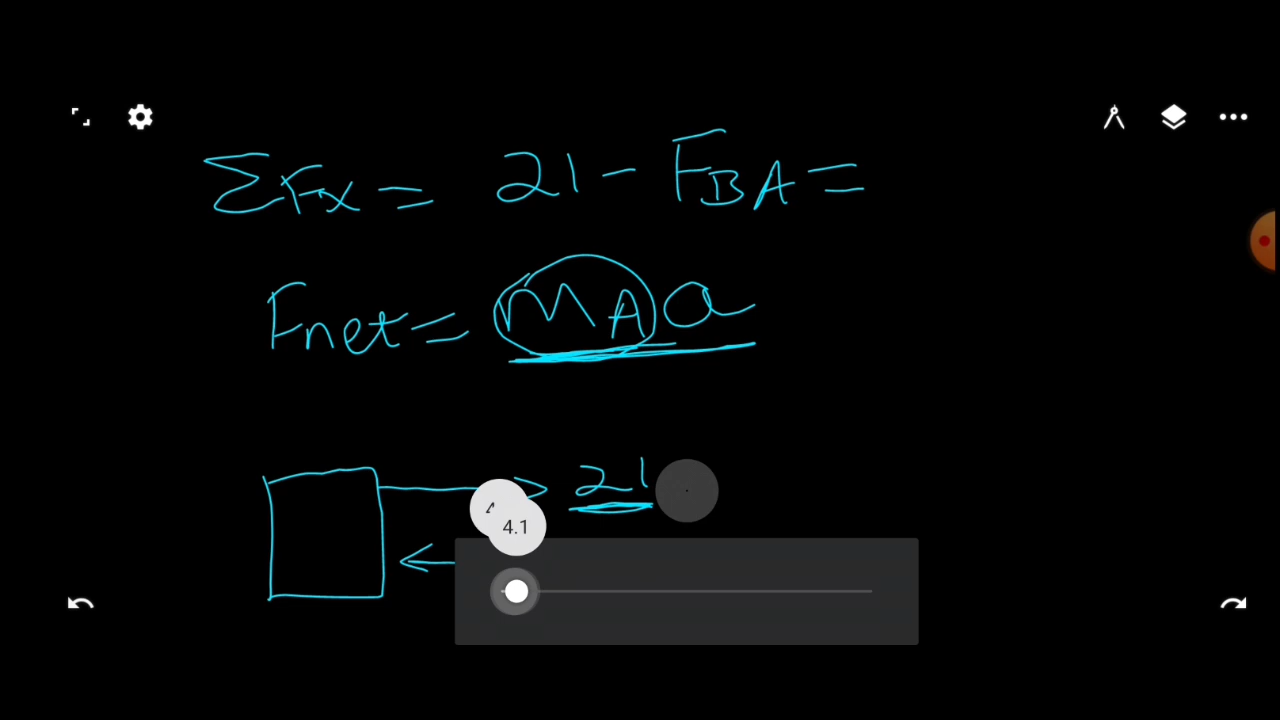 ΣFx = 21 - FBA =
Fnet = MAa
21
4.1